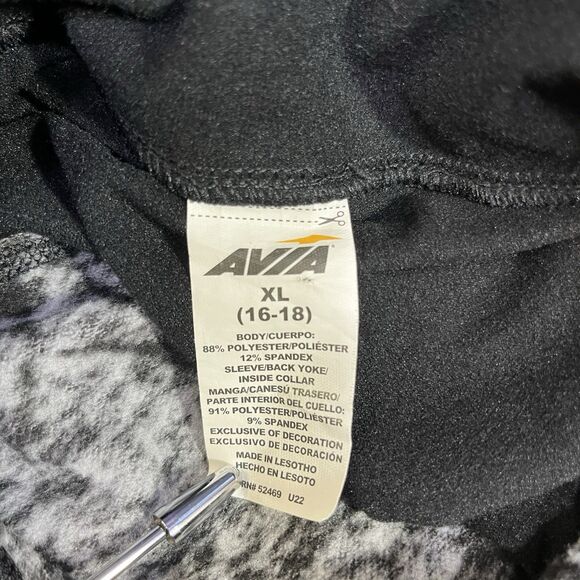 AVIA
XL
(16-18)
BODY/CUERPO:
88% POLYESTER/POLIÉSTER
12% SPANDEX
SLEEVE/BACK YOKE/
INSIDE COLLAR
MANGA/CANESÚ TRASERO/
PARTE INTERIOR DEL CUELLO:
91% POLYESTER/POLIÉSTER
9% SPANDEX
EXCLUSIVE OF DECORATION
EXCLUSIVO DE DECORACIÓN
MADE IN LESOTHO
HECHO EN LESOTO
RN# 52469 U22